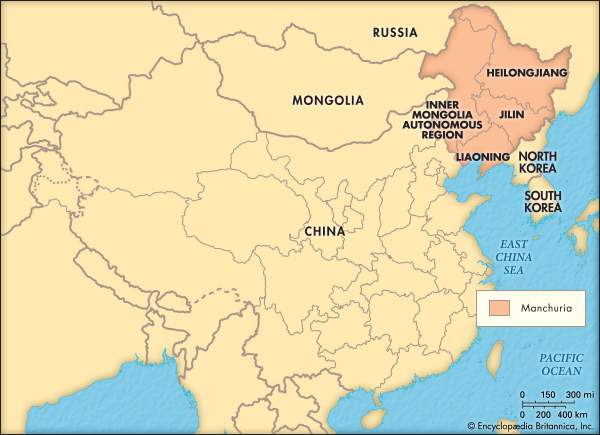 RUSSIA
HEILONGJIANG
MONGOLIA
INNER
MONGOLIA
AUTONOMOUS
REGION
JILIN
LIAONING
NORTH
KOREA
SOUTH
KOREA
CHINA
EAST
CHINA
SEA
Manchuria
PACIFIC
OCEAN
0 150 300 mi
0 200 400 km
© Encyclopædia Britannica, Inc.